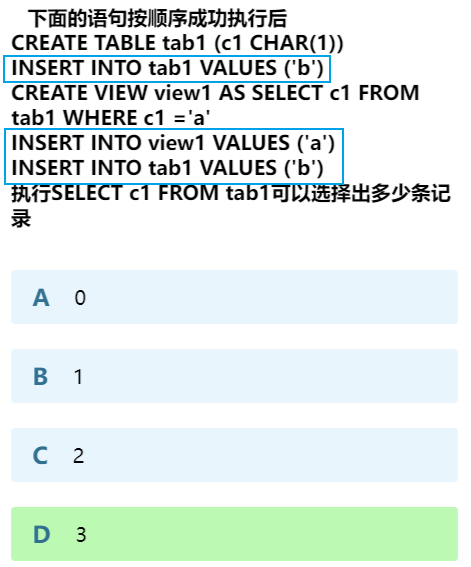 下面的语句按顺序成功执行后
CREATE TABLE tab1 (c1 CHAR(1))
INSERT INTO tab1 VALUES ('b')
CREATE VIEW view1 AS SELECT c1 FROM
tab1 WHERE c1 ='a'
INSERT INTO view1 VALUES ('a')
INSERT INTO tab1 VALUES ('b')
执行SELECT c1 FROM tab1可以选择出多少条记
录
A 0
B 1
C 2
D 3